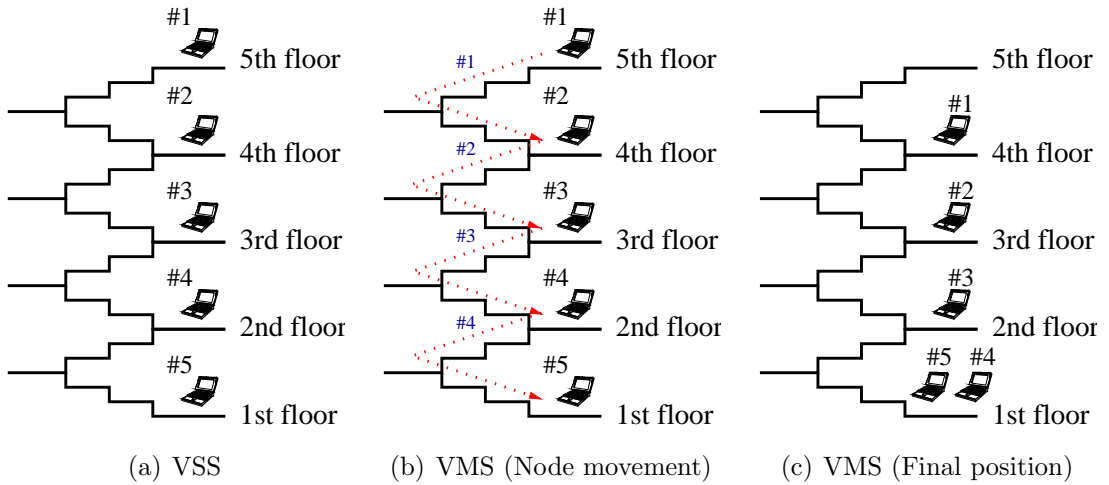 #1
5th floor
#2
4th floor
#3
3rd floor
#4
2nd floor
#5
1st floor
(a) VSS
#1
#1
5th floor
#2
#2
4th floor
#3
#3
3rd floor
#4
#4
2nd floor
#5
1st floor
(b) VMS (Node movement)
5th floor
#1
4th floor
#2
3rd floor
#3
2nd floor
#5 #4
1st floor
(c) VMS (Final position)